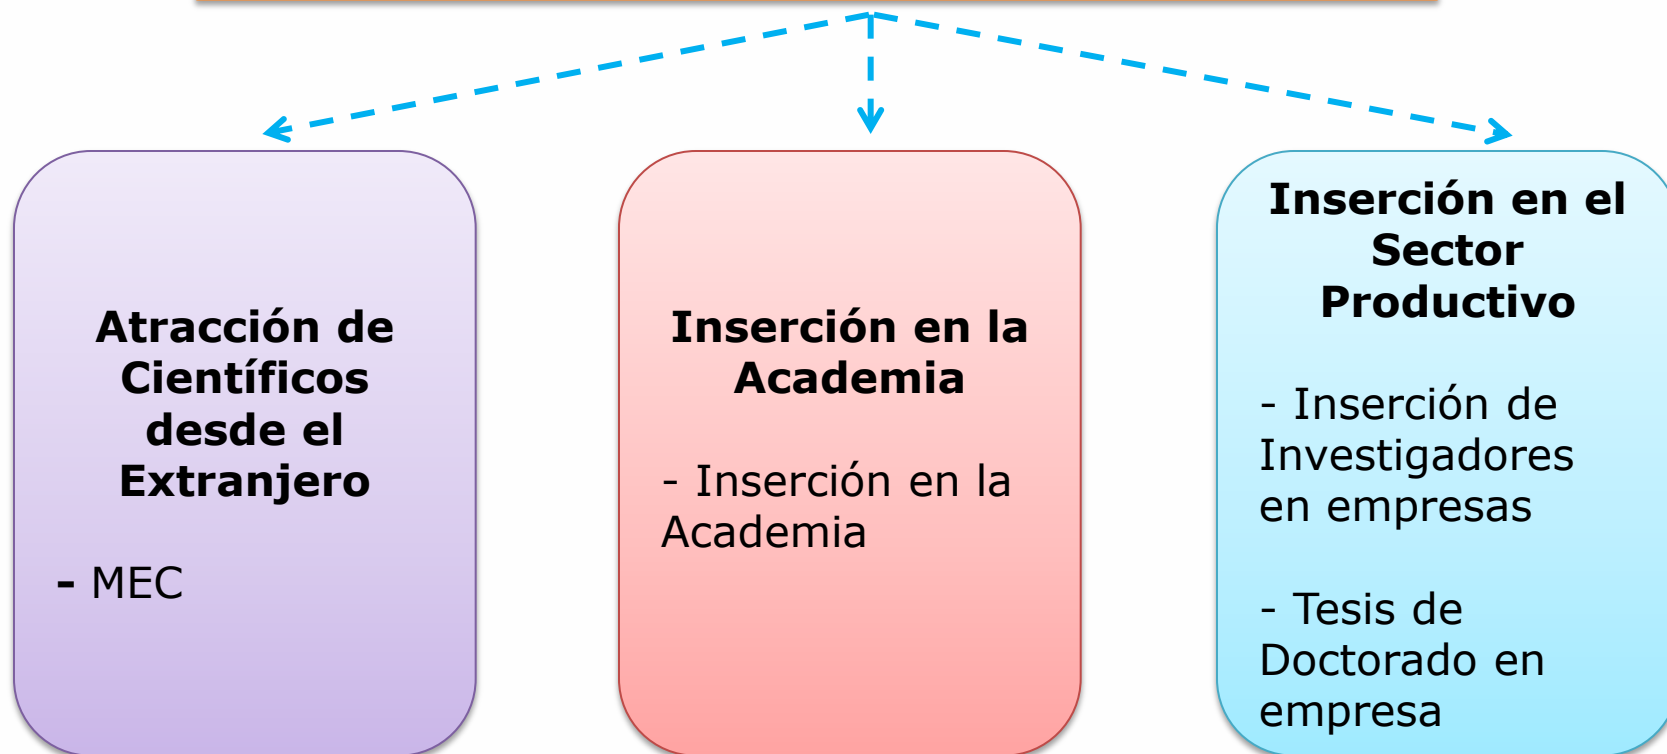 Atracción de
Científicos
desde el
Extranjero
- MEC
Inserción en la
Academia
- Inserción en la
Academia
Inserción en el
Sector
Productivo
- Inserción de
Investigadores
en empresas
- Tesis de
Doctorado en
empresa